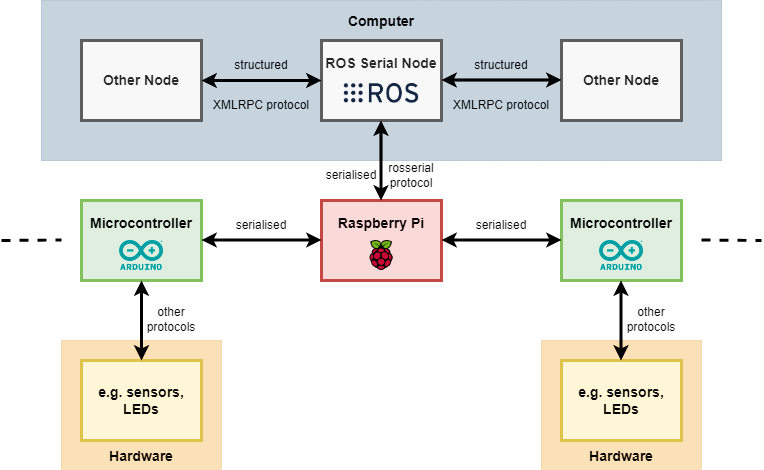 Computer
Other Node
structured
XMLRPC protocol
ROS Serial Node
ROS
structured
XMLRPC protocol
Other Node
serialised
rosserial
protocol
Microcontroller
ARDUINO
serialised
Raspberry Pi
serialised
Microcontroller
ARDUINO
other
protocols
other
protocols
e.g. sensors,
LEDs
Hardware
e.g. sensors,
LEDs
Hardware